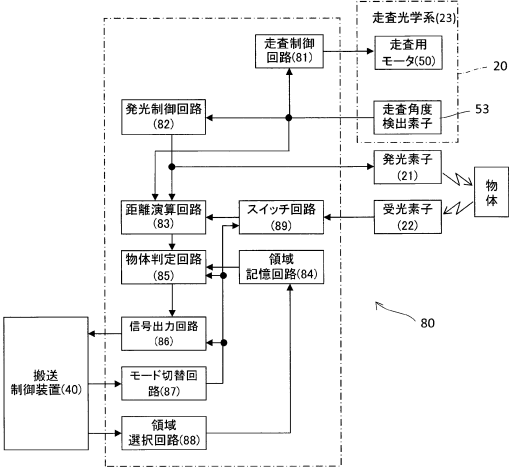 走査光学系(23)
走査制御
回路(81)
走査用
モータ(50)
20
発光制御回路
(82)
走査角度
検出素子
53
発光素子
(21)
物
体
距離演算回路
(83)
スイッチ回路
(89)
受光素子
(22)
物体判定回路
(85)
領域
記憶回路(84)
80
信号出力回路
(86)
搬送
制御装置(40)
モード切替回
路(87)
領域
選択回路(88)